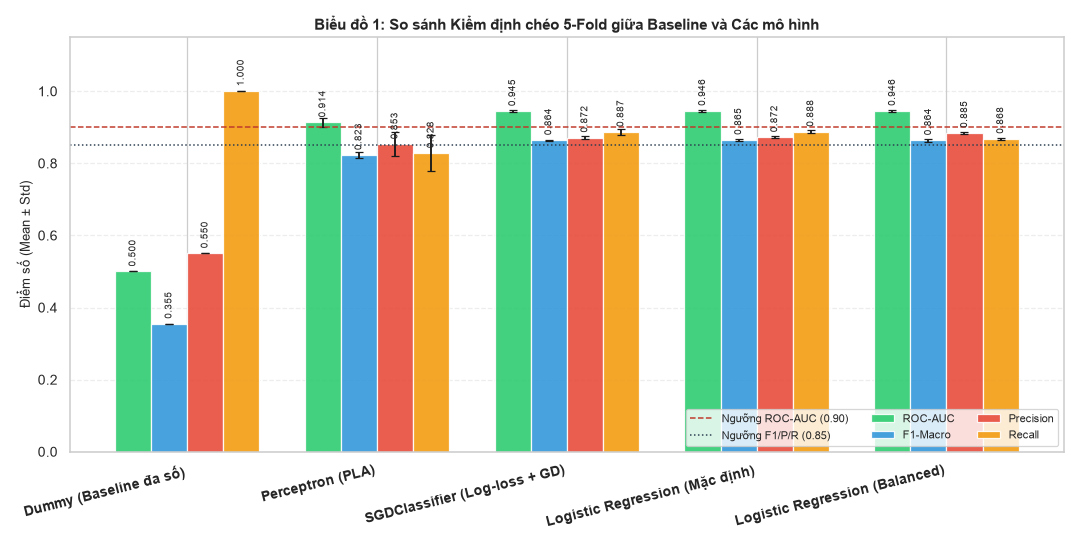 Biểu đồ 1: So sánh Kiểm định chéo 5-Fold giữa Baseline và Các mô hình
Điểm số (Mean ± Std)
1.0
0.8
0.6
0.4
0.2
0.0
0.500
0.355
0.550
1.000
0.914
0.823
0.853
0.828
0.945
0.864
0.872
0.887
0.946
0.865
0.872
0.888
0.946
0.864
0.885
0.868
Ngưỡng ROC-AUC (0.90)
Ngưỡng F1/P/R (0.85)
ROC-AUC
F1-Macro
Precision
Recall
Dummy (Baseline đa số)
Perceptron (PLA)
SGDClassifier (Log-loss + GD)
Logistic Regression (Mặc định)
Logistic Regression (Balanced)